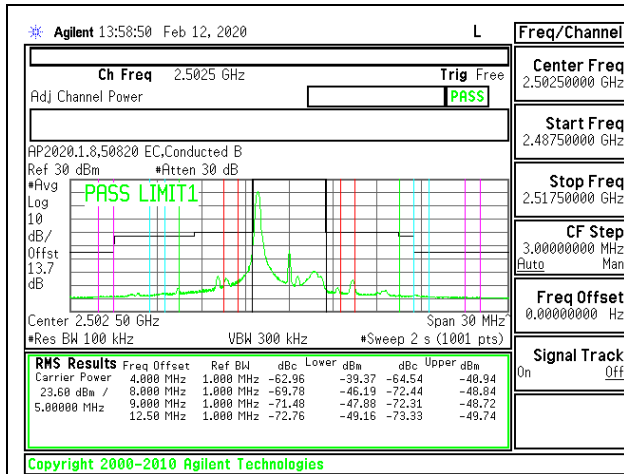 Agilent 13:58:50 Feb 12, 2020 L
Ch Freq 2.5025 GHz Trig Free
Adj Channel Power PASS
AP2020.1.8,50820 EC,Conducted B
Ref 30 dBm #Atten 30 dB
#Avg
Log
10
dB/
Offst
13.7
dB
PASS LIMIT1
Center 2.502 50 GHz Span 30 MHz
#Res BW 100 kHz VBW 300 kHz #Sweep 2 s (1001 pts)
RMS Results Freq Offset Ref BW dBc Lower dBm dBc Upper dBm
Carrier Power 4.000 MHz 1.000 MHz -62.96 -39.37 -64.54 -40.94
23.60 dBm / 8.000 MHz 1.000 MHz -69.78 -46.19 -72.44 -48.84
5.00000 MHz 9.000 MHz 1.000 MHz -71.48 -47.88 -72.31 -48.72
12.50 MHz 1.000 MHz -72.76 -49.16 -73.33 -49.74
Copyright 2000-2010 Agilent Technologies
Freq/Channel
Center Freq
2.50250000 GHz
Start Freq
2.48750000 GHz
Stop Freq
2.51750000 GHz
CF Step
3.00000000 MHz
Auto Man
Freq Offset
0.00000000 Hz
Signal Track
On Off